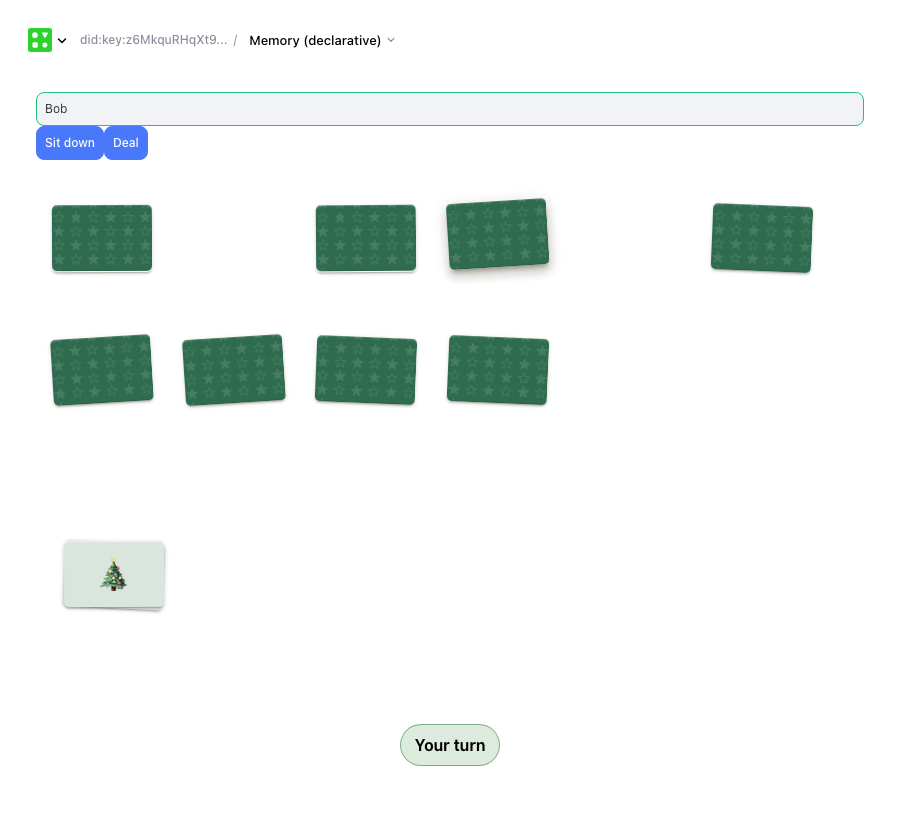 did:key:z6MkquRHqXt9... / Memory (declarative)
Bob
Sit down Deal
Your turn